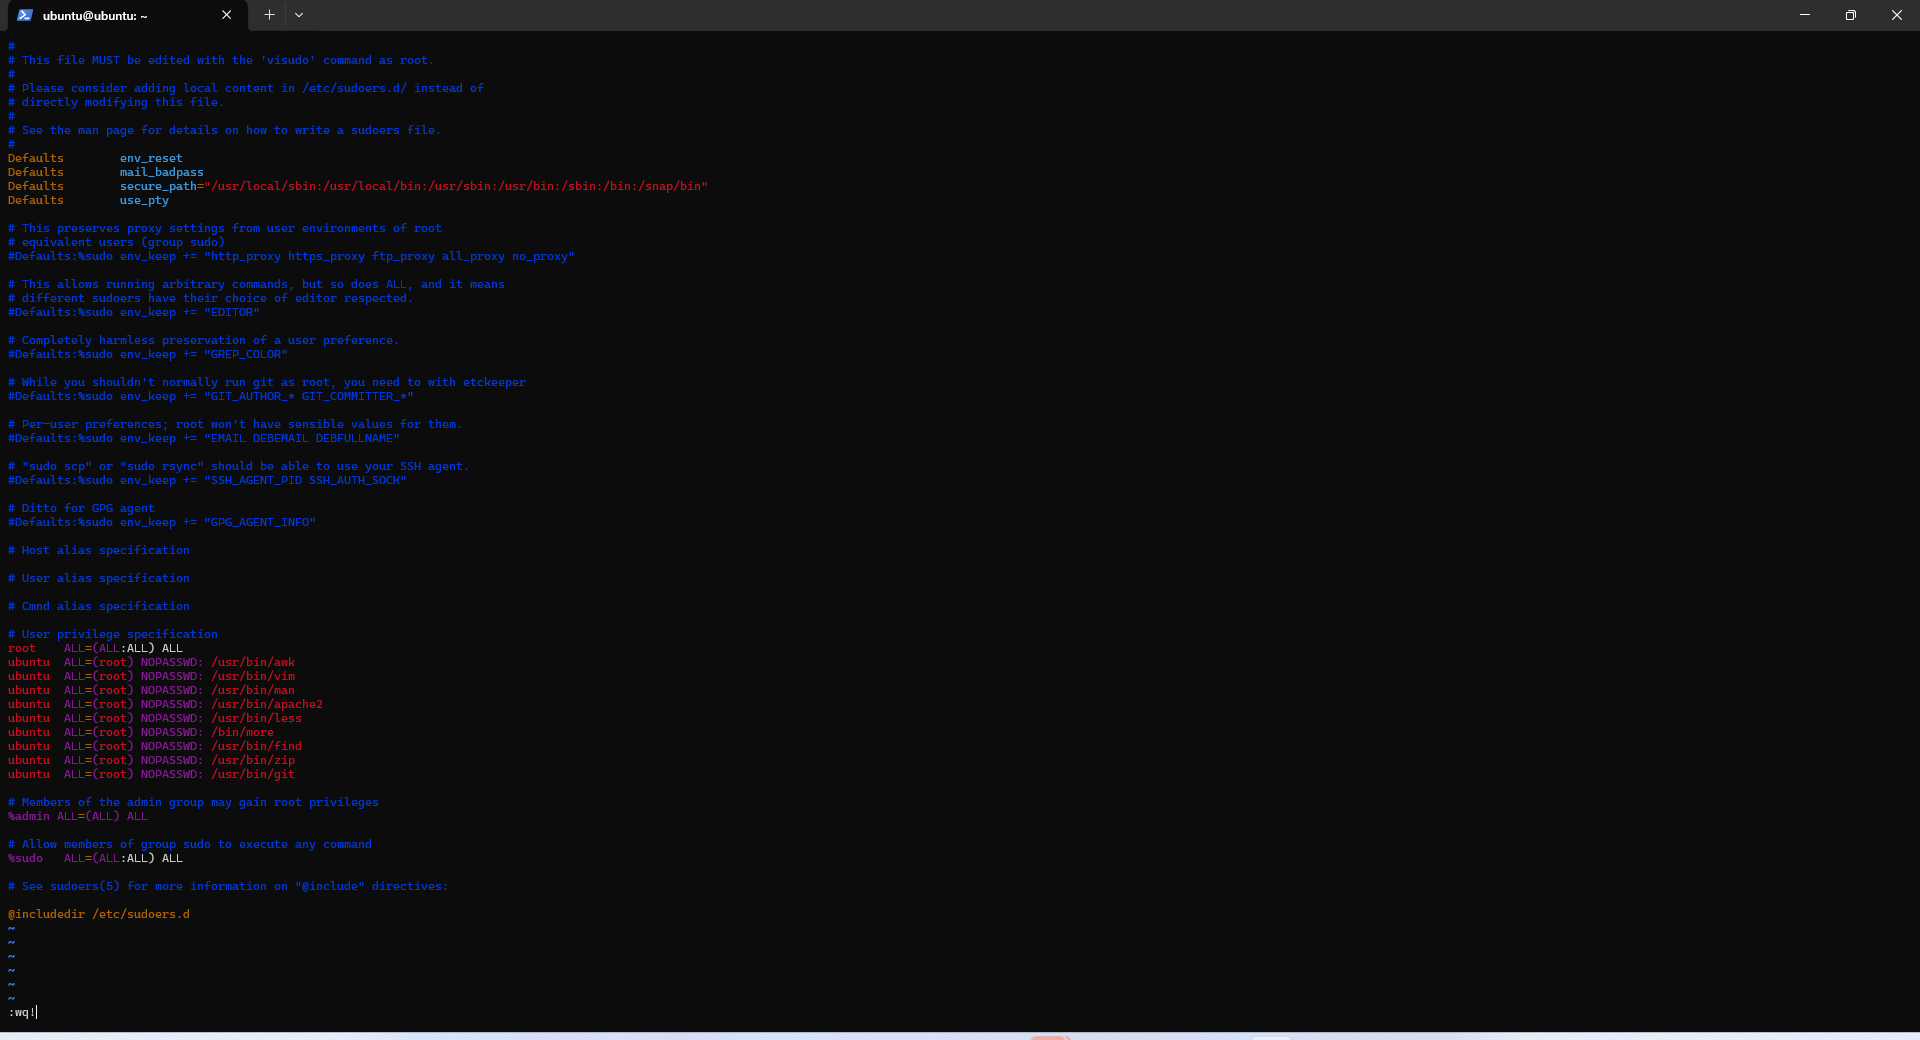 ubuntu@ubuntu: ~
#
# This file MUST be edited with the 'visudo' command as root.
#
# Please consider adding local content in /etc/sudoers.d/ instead of
# directly modifying this file.
#
# See the man page for details on how to write a sudoers file.
#
Defaults        env_reset
Defaults        mail_badpass
Defaults        secure_path="/usr/local/sbin:/usr/local/bin:/usr/sbin:/usr/bin:/sbin:/bin:/snap/bin"
Defaults        use_pty

# This preserves proxy settings from user environments of root
# equivalent users (group sudo)
#Defaults:%sudo env_keep += "http_proxy https_proxy ftp_proxy all_proxy no_proxy"

# This allows running arbitrary commands, but so does ALL, and it means
# different sudoers have their choice of editor respected.
#Defaults:%sudo env_keep += "EDITOR"

# Completely harmless preservation of a user preference.
#Defaults:%sudo env_keep += "GREP_COLOR"

# While you shouldn't normally run git as root, you need to with etckeeper
#Defaults:%sudo env_keep += "GIT_AUTHOR_* GIT_COMMITTER_*"

# Per-user preferences; root won't have sensible values for them.
#Defaults:%sudo env_keep += "EMAIL DEBEMAIL DEBFULLNAME"

# "sudo scp" or "sudo rsync" should be able to use your SSH agent.
#Defaults:%sudo env_keep += "SSH_AGENT_PID SSH_AUTH_SOCK"

# Ditto for GPG agent
#Defaults:%sudo env_keep += "GPG_AGENT_INFO"

# Host alias specification

# User alias specification

# Cmnd alias specification

# User privilege specification
root    ALL=(ALL:ALL) ALL
ubuntu  ALL=(root) NOPASSWD: /usr/bin/awk
ubuntu  ALL=(root) NOPASSWD: /usr/bin/vim
ubuntu  ALL=(root) NOPASSWD: /usr/bin/man
ubuntu  ALL=(root) NOPASSWD: /usr/bin/apache2
ubuntu  ALL=(root) NOPASSWD: /usr/bin/less
ubuntu  ALL=(root) NOPASSWD: /bin/more
ubuntu  ALL=(root) NOPASSWD: /usr/bin/find
ubuntu  ALL=(root) NOPASSWD: /usr/bin/zip
ubuntu  ALL=(root) NOPASSWD: /usr/bin/git

# Members of the admin group may gain root privileges
%admin ALL=(ALL) ALL

# Allow members of group sudo to execute any command
%sudo   ALL=(ALL:ALL) ALL

# See sudoers(5) for more information on "@include" directives:

@includedir /etc/sudoers.d
~
~
~
~
~
~
:wq!